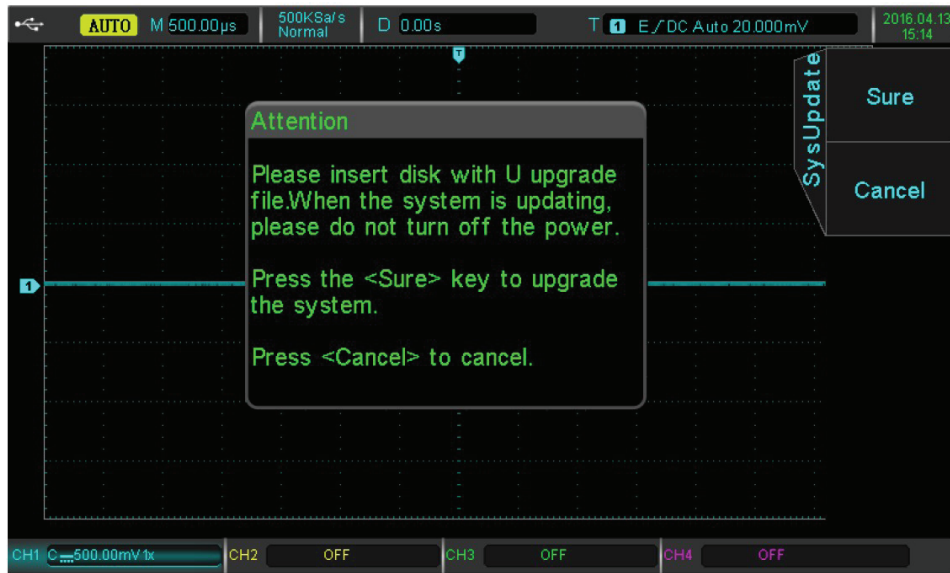 AUTO M 500.00μs 500KSa/s D 0.00s T 1 E DC Auto 20.000mV 2016.04.13
Normal 15:14
T
SysUpdate
Sure
Cancel
Attention
Please insert disk with U upgrade
file.When the system is updating,
please do not turn off the power.
Press the <Sure> key to upgrade
the system.
Press <Cancel> to cancel.
1
CH1 C 500.00mV 1x CH2 OFF CH3 OFF CH4 OFF